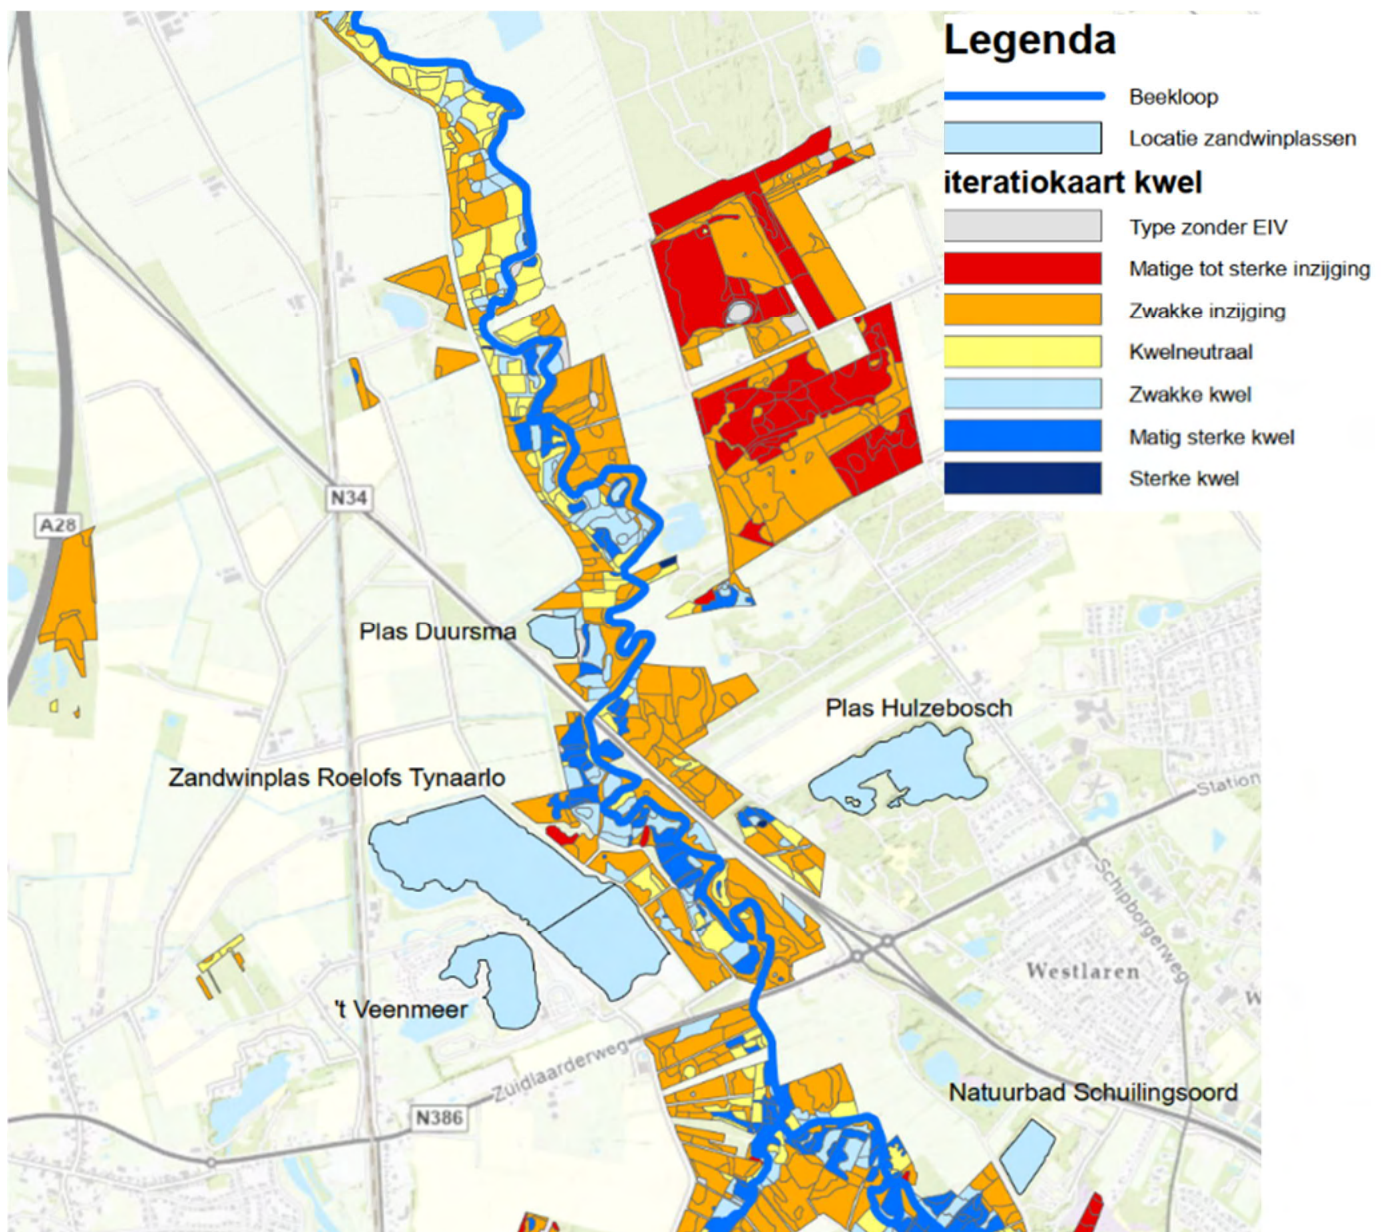 Legenda
Beekloop
Locatie zandwinplassen
iteratiokaart kwel
Type zonder EIV
Matige tot sterke inzijging
Zwakke inzijging
Kwelneutraal
Zwakke kwel
Matig sterke kwel
Sterke kwel
N34
A28
Plas Duursma
Plas Hulzebosch
Zandwinplas Roelofs Tynaarlo
Station
Schipborgerweg
Westlaren
W
't Veenmeer
Zuidlaarderweg
Natuurbad Schuilingsoord
N386